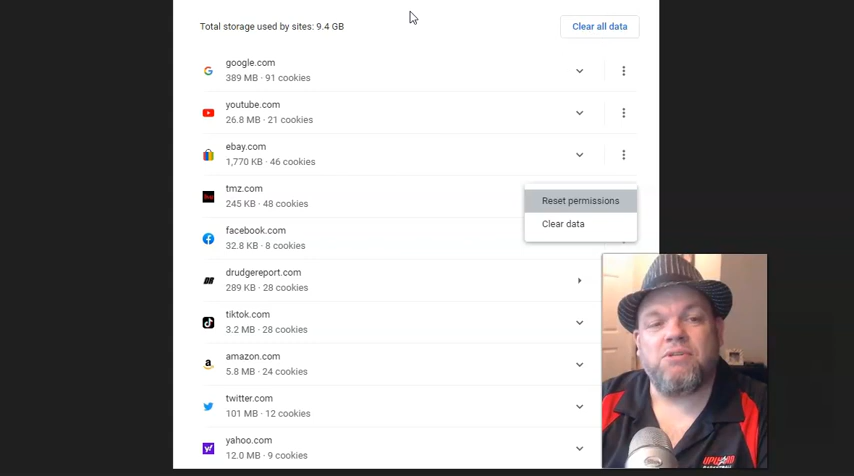 Total storage used by sites: 9.4 GB
Clear all data
google.com
389 MB · 91 cookies
youtube.com
26.8 MB · 21 cookies
ebay.com
1,770 KB · 46 cookies
tmz.com
245 KB · 48 cookies
Reset permissions
Clear data
facebook.com
32.8 KB · 8 cookies
drudgereport.com
289 KB · 28 cookies
tiktok.com
3.2 MB · 28 cookies
amazon.com
5.8 MB · 24 cookies
twitter.com
101 MB · 12 cookies
yahoo.com
12.0 MB · 9 cookies
UPWARD